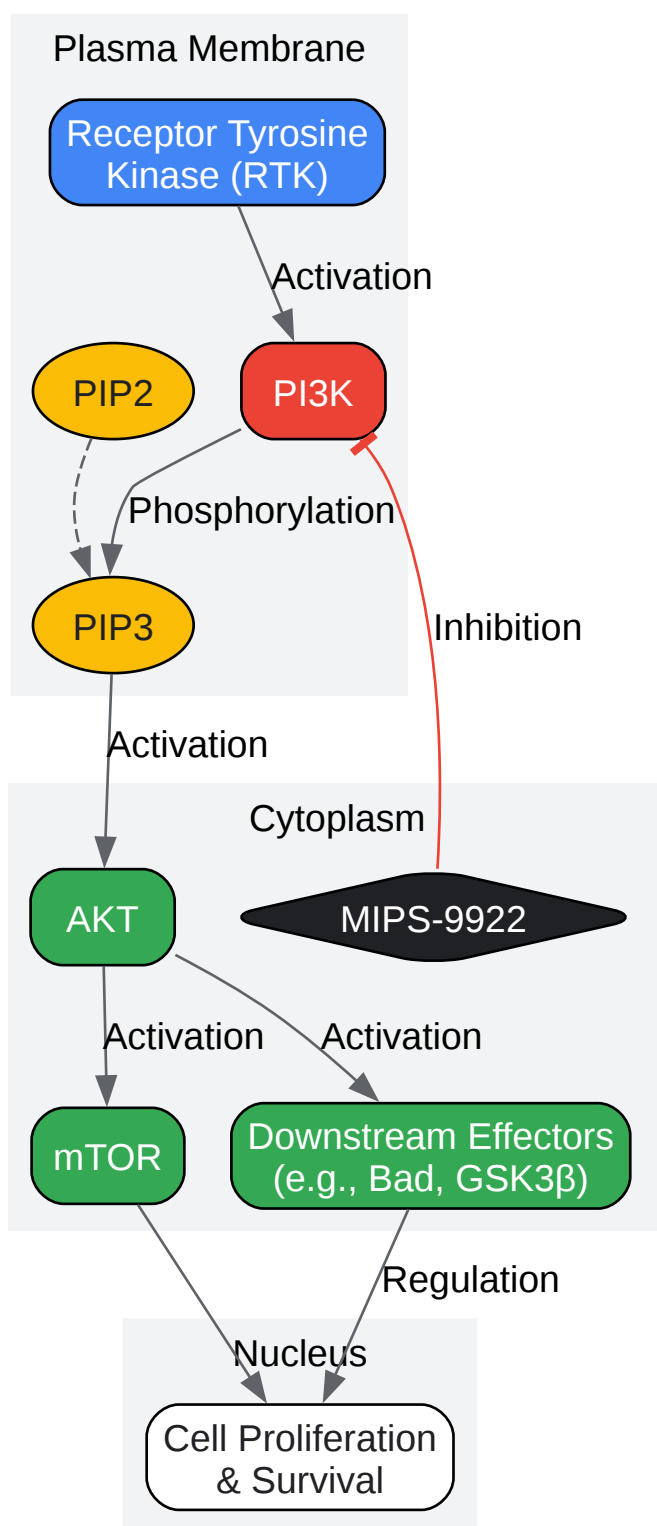 Plasma Membrane
Receptor Tyrosine
Kinase (RTK)
Activation
PIP2
PI3K
Phosphorylation
PIP3
Inhibition
Activation
Cytoplasm
AKT
MIPS-9922
Activation
Activation
mTOR
Downstream Effectors
(e.g., Bad, GSK3β)
Regulation
Nucleus
Cell Proliferation
& Survival